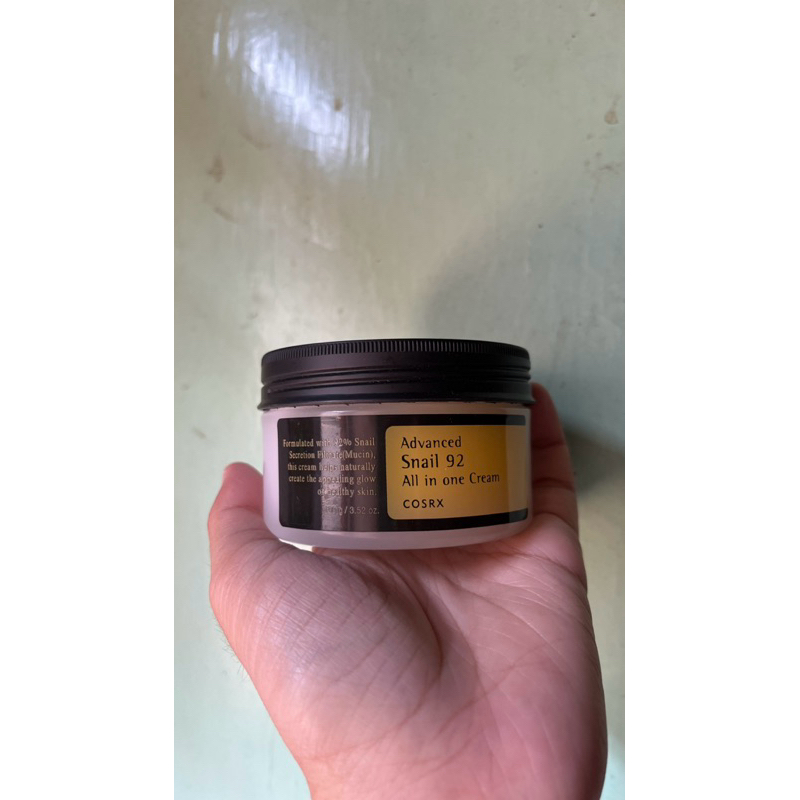 Formulated with 92% Snail
Secretion Filtrate(Mucin),
this cream helps naturally
create the appealing glow
of healthy skin.
/ 3.52 oz.
Advanced
Snail 92
All in one Cream
COSRX